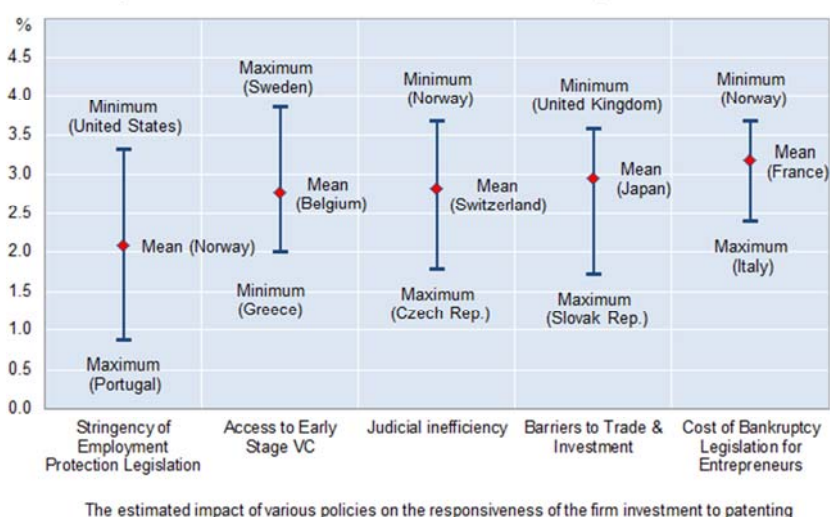 %
4.5
4.0
3.5
3.0
2.5
2.0
1.5
1.0
0.5
0.0
Minimum
(United States)
Mean (Norway)
Maximum
(Portugal)
Maximum
(Sweden)
Mean
(Belgium)
Minimum
(Greece)
Minimum
(Norway)
Mean
(Switzerland)
Maximum
(Czech Rep.)
Minimum
(United Kingdom)
Mean
(Japan)
Maximum
(Slovak Rep.)
Minimum
(Norway)
Mean
(France)
Maximum
(Italy)
Stringency of
Employment
Protection Legislation
Access to Early
Stage VC
Judicial inefficiency
Barriers to Trade &
Investment
Cost of Bankruptcy
Legislation for
Entrepreneurs
The estimated impact of various policies on the responsiveness of the firm investment to patenting